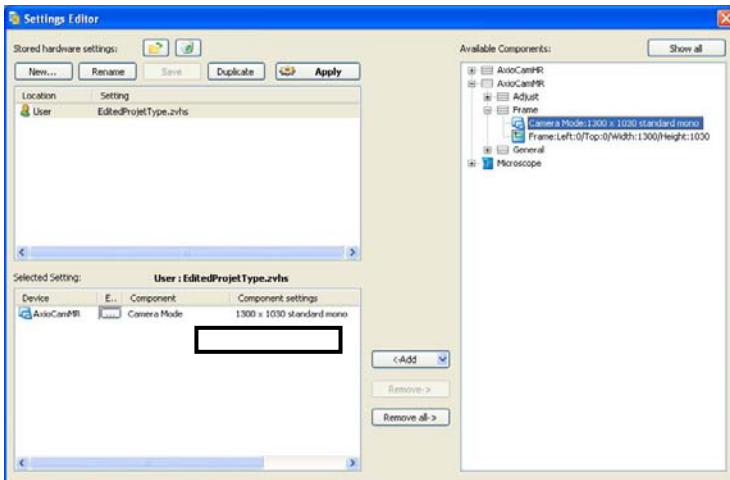 Settings Editor
Stored hardware settings:
New... Rename Save Duplicate Apply
Location Setting
User EditedProjetType.zvhs
Selected Setting: User : EditedProjetType.zvhs
Device E.. Component Component settings
AxioCamMR Camera Mode 1300 x 1030 standard mono
<-Add
Remove->
Remove all->
Available Components: Show all
AxioCamHR
AxioCamMR
Adjust
Frame
Camera Mode:1300 x 1030 standard mono
Frame:Left:0/Top:0/Width:1300/Height:1030
General
Microscope